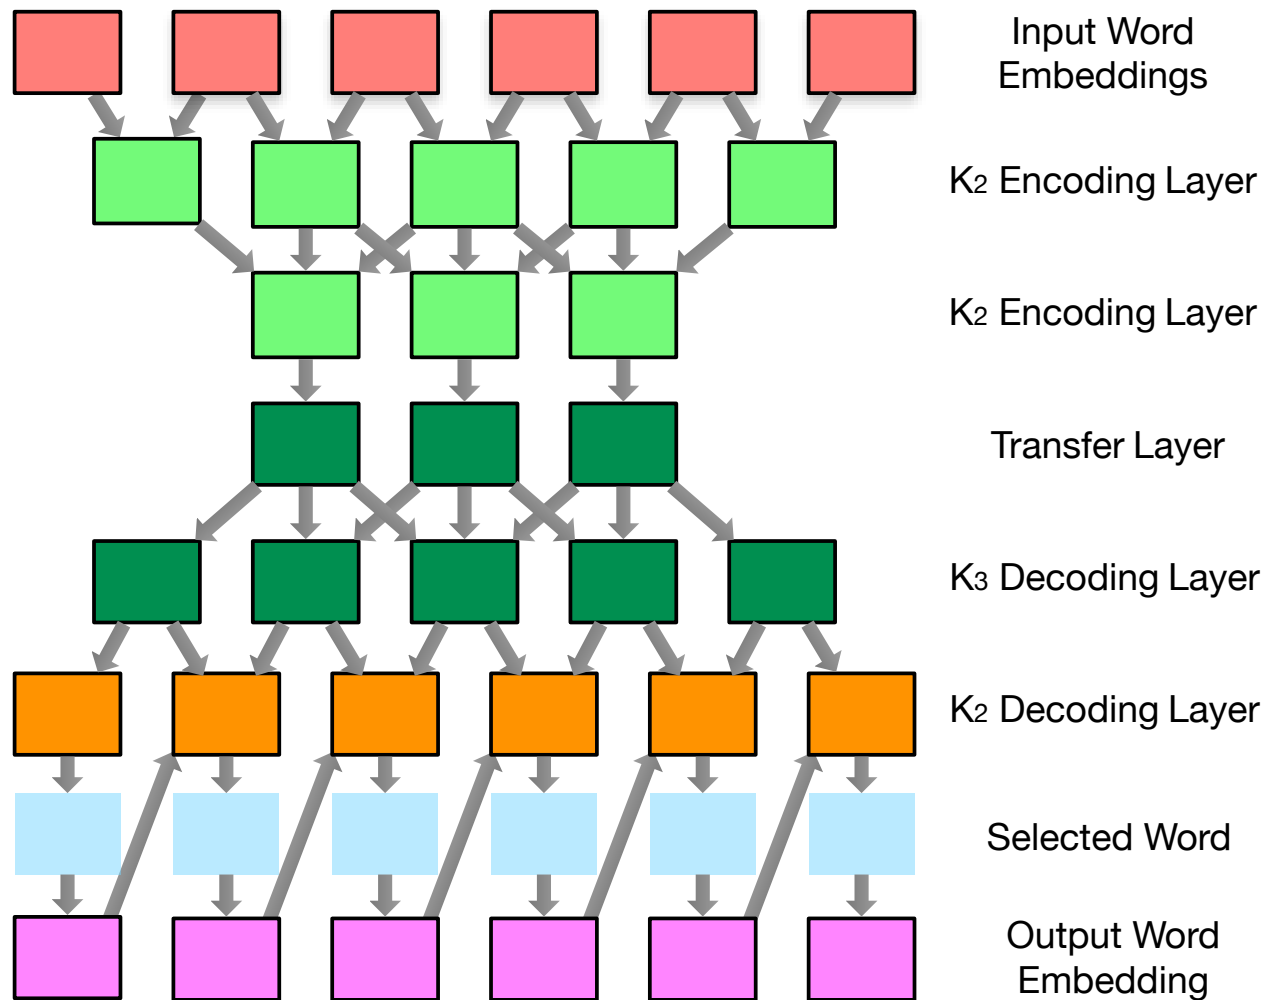 Input Word
Embeddings
K2 Encoding Layer
K2 Encoding Layer
Transfer Layer
K3 Decoding Layer
K2 Decoding Layer
Selected Word
Output Word
Embedding